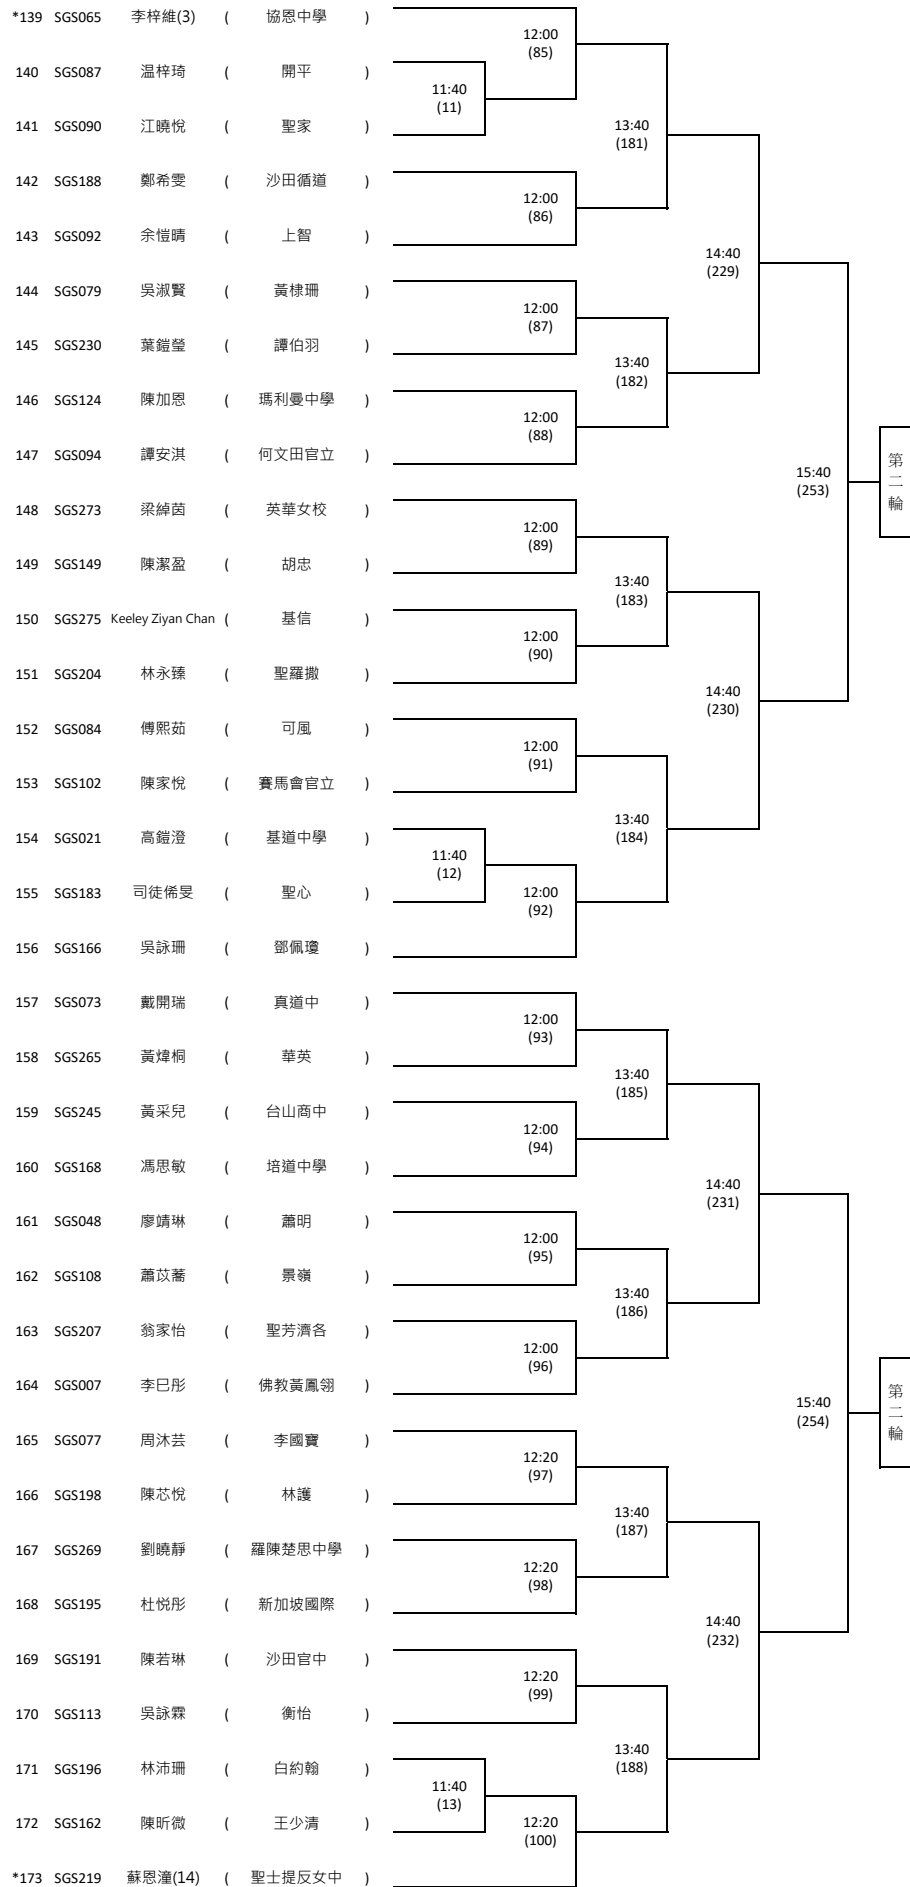 *139 SGS065 李梓維(3) ( 協恩中學 )
12:00
(85)
140 SGS087 温梓琦 ( 開平 )
11:40
(11)
141 SGS090 江曉悅 ( 聖家 )
13:40
(181)
142 SGS188 鄭希雯 ( 沙田循道 )
12:00
(86)
143 SGS092 余愷晴 ( 上智 )
14:40
(229)
144 SGS079 吳淑賢 ( 黃棣珊 )
12:00
(87)
145 SGS230 葉鎧瑩 ( 譚伯羽 )
13:40
(182)
146 SGS124 陳加恩 ( 瑪利曼中學 )
12:00
(88)
147 SGS094 譚安淇 ( 何文田官立 )
15:40
(253)
第二輪
148 SGS273 梁綽茵 ( 英華女校 )
12:00
(89)
149 SGS149 陳潔盈 ( 胡忠 )
13:40
(183)
150 SGS275 Keeley Ziyan Chan ( 基信 )
12:00
(90)
151 SGS204 林永臻 ( 聖羅撒 )
14:40
(230)
152 SGS084 傅熙茹 ( 可風 )
12:00
(91)
153 SGS102 陳家悅 ( 賽馬會官立 )
13:40
(184)
154 SGS021 高鎧澄 ( 基道中學 )
11:40
(12)
155 SGS183 司徒俙旻 ( 聖心 )
12:00
(92)
156 SGS166 吳詠珊 ( 鄧佩瓊 )
157 SGS073 戴開瑞 ( 真道中 )
12:00
(93)
158 SGS265 黃煒桐 ( 華英 )
13:40
(185)
159 SGS245 黃采兒 ( 台山商中 )
12:00
(94)
160 SGS168 馮思敏 ( 培道中學 )
14:40
(231)
161 SGS048 廖靖琳 ( 蕭明 )
12:00
(95)
162 SGS108 蕭苡蕎 ( 景嶺 )
13:40
(186)
163 SGS207 翁家怡 ( 聖芳濟各 )
12:00
(96)
164 SGS007 李巳彤 ( 佛教黃鳳翎 )
15:40
(254)
第二輪
165 SGS077 周沐芸 ( 李國寶 )
12:20
(97)
166 SGS198 陳芯悅 ( 林護 )
13:40
(187)
167 SGS269 劉曉靜 ( 羅陳楚思中學 )
12:20
(98)
168 SGS195 杜悦彤 ( 新加坡國際 )
14:40
(232)
169 SGS191 陳若琳 ( 沙田官中 )
12:20
(99)
170 SGS113 吳詠霖 ( 衡怡 )
13:40
(188)
171 SGS196 林沛珊 ( 白約翰 )
11:40
(13)
172 SGS162 陳昕微 ( 王少清 )
12:20
(100)
*173 SGS219 蘇恩潼(14) ( 聖士提反女中 )